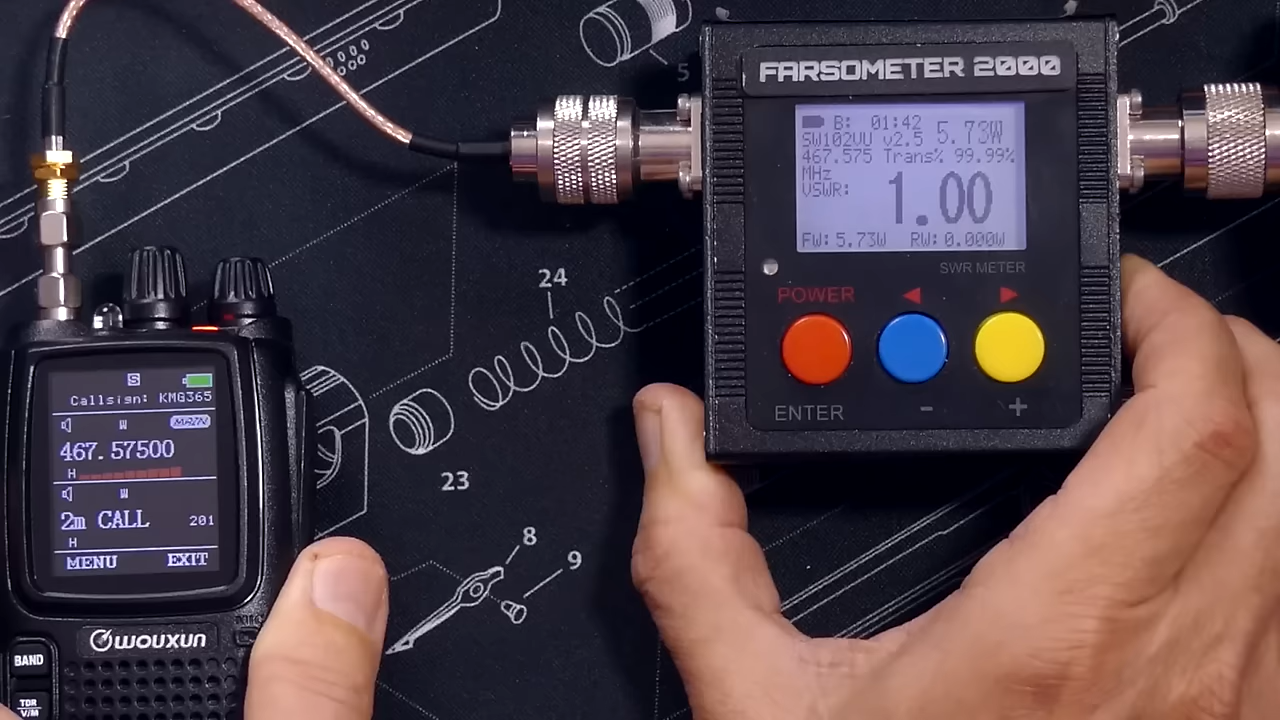 5
FARSOMETER 2000
B: 01:42
SW102VU v2.5 5.73W
467.575 Trans% 99.99%
MHz
VSWR:
1.00
FW: 5.73W RW: 0.000W
SWR METER
POWER
ENTER - +
24
23
8
9
S
Callsign: KMG365
W MAIN
467.57500
H
W
2m CALL 201
H
MENU EXIT
WOUXUN
BAND
TDR
V/M